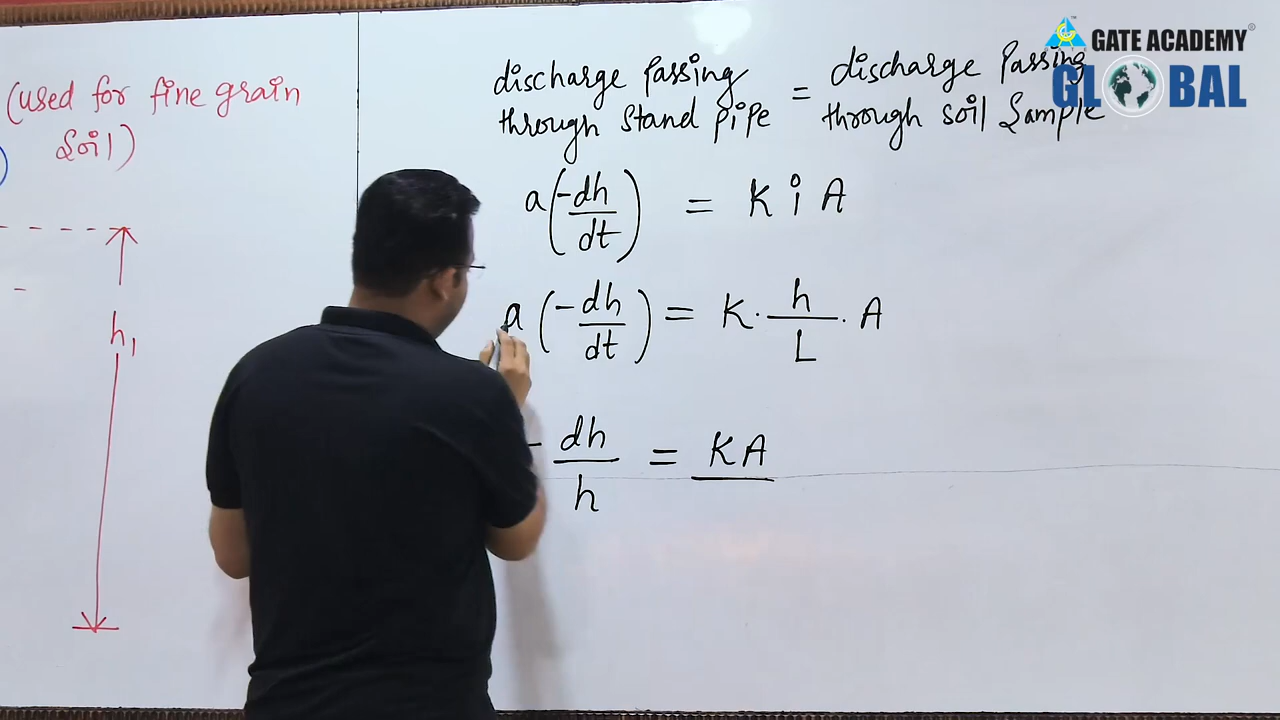 (used for fine grain
Soil)
h₁
discharge Passing = discharge Passing
through Stand pipe through soil Sample
a(-dh/dt) = K i A
a(-dh/dt) = K · h/L · A
- dh/h = KA
GATE ACADEMY
GLOBAL